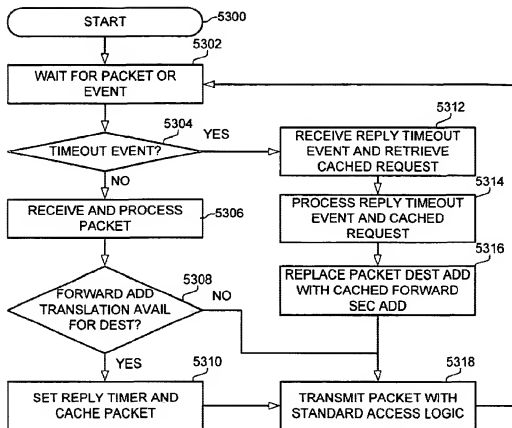 START
5300
5302
WAIT FOR PACKET OR
EVENT
5304
TIMEOUT EVENT?
YES
NO
5312
RECEIVE REPLY TIMEOUT
EVENT AND RETRIEVE
CACHED REQUEST
5314
PROCESS REPLY TIMEOUT
EVENT AND CACHED
REQUEST
RECEIVE AND PROCESS
PACKET
5306
5316
REPLACE PACKET DEST ADD
WITH CACHED FORWARD
SEC ADD
5308
FORWARD ADD
TRANSLATION AVAIL
FOR DEST?
NO
YES
5310
SET REPLY TIMER AND
CACHE PACKET
5318
TRANSMIT PACKET WITH
STANDARD ACCESS LOGIC